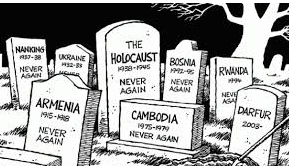 NANKING
1937-38
NEVER
AGAIN
UKRAINE
1932-33
NEVER
AGAIN
THE
HOLOCAUST
1938-1945
NEVER
AGAIN
BOSNIA
1992-95
NEVER
AGAIN
RWANDA
1994
AGAIN
ARMENIA
1915-1918
NEVER
AGAIN
CAMBODIA
1975-1979
NEVER AGAIN
DARFUR
2003-